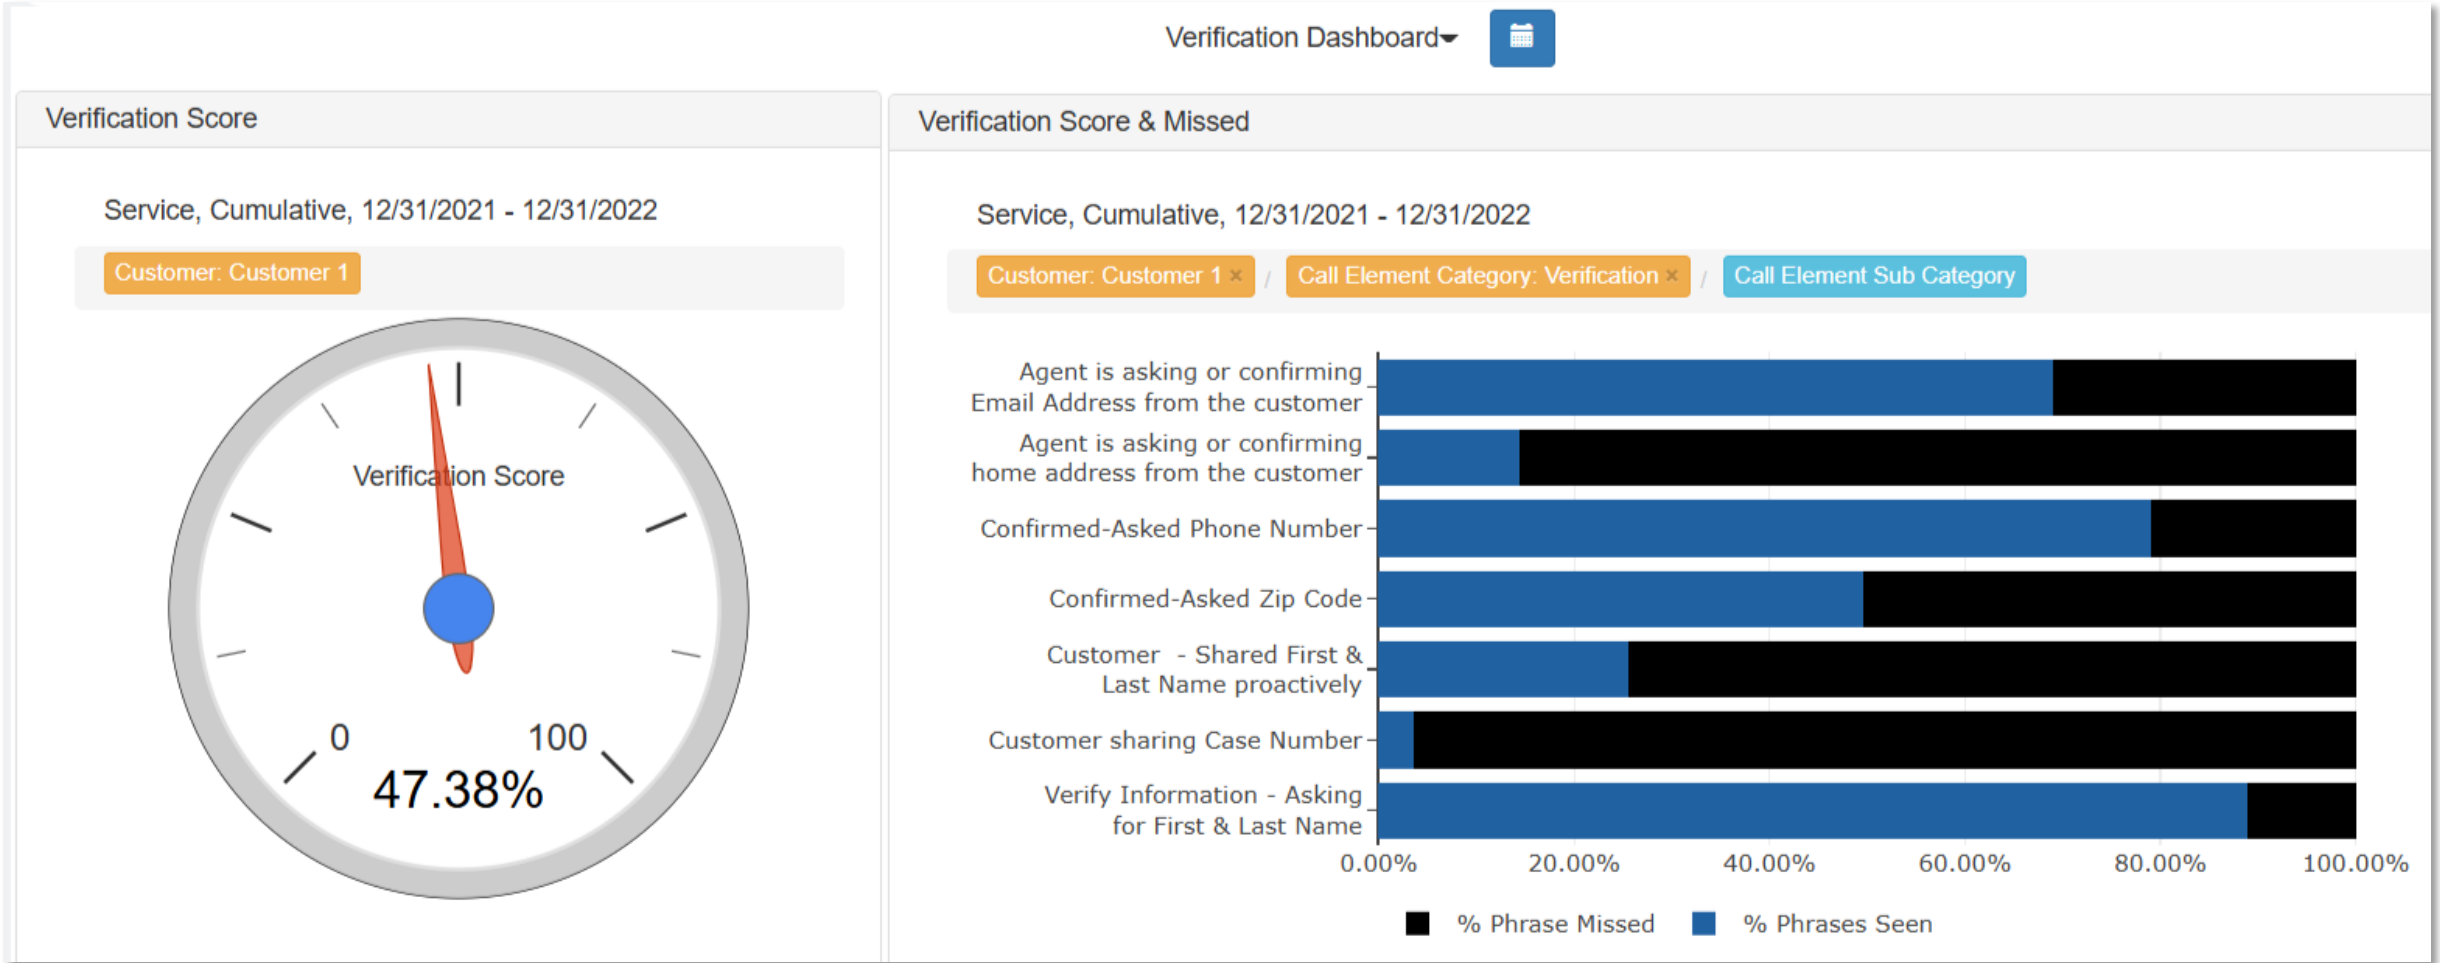 Verification Dashboard
Verification Score
Service, Cumulative, 12/31/2021 - 12/31/2022
Customer: Customer 1
Verification Score
0
100
47.38%
Verification Score & Missed
Service, Cumulative, 12/31/2021 - 12/31/2022
Customer: Customer 1 × / Call Element Category: Verification × / Call Element Sub Category
Agent is asking or confirming
Email Address from the customer
Agent is asking or confirming
home address from the customer
Confirmed-Asked Phone Number
Confirmed-Asked Zip Code
Customer  - Shared First &
Last Name proactively
Customer sharing Case Number
Verify Information - Asking
for First & Last Name
0.00% 20.00% 40.00% 60.00% 80.00% 100.00%
% Phrase Missed % Phrases Seen